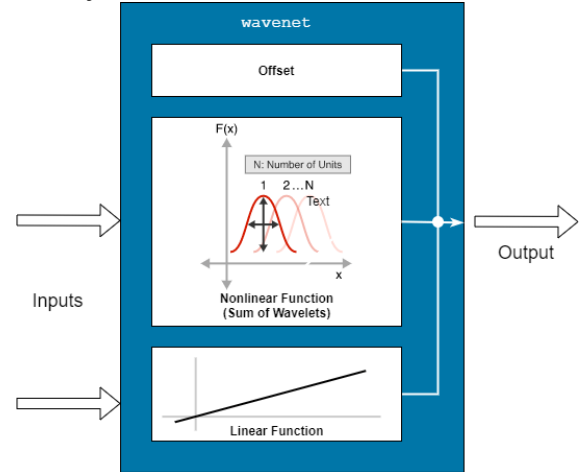 wavenet
Offset
F(x)
N: Number of Units
1 2...N
Text
x
Nonlinear Function
(Sum of Wavelets)
Inputs
Output
Linear Function